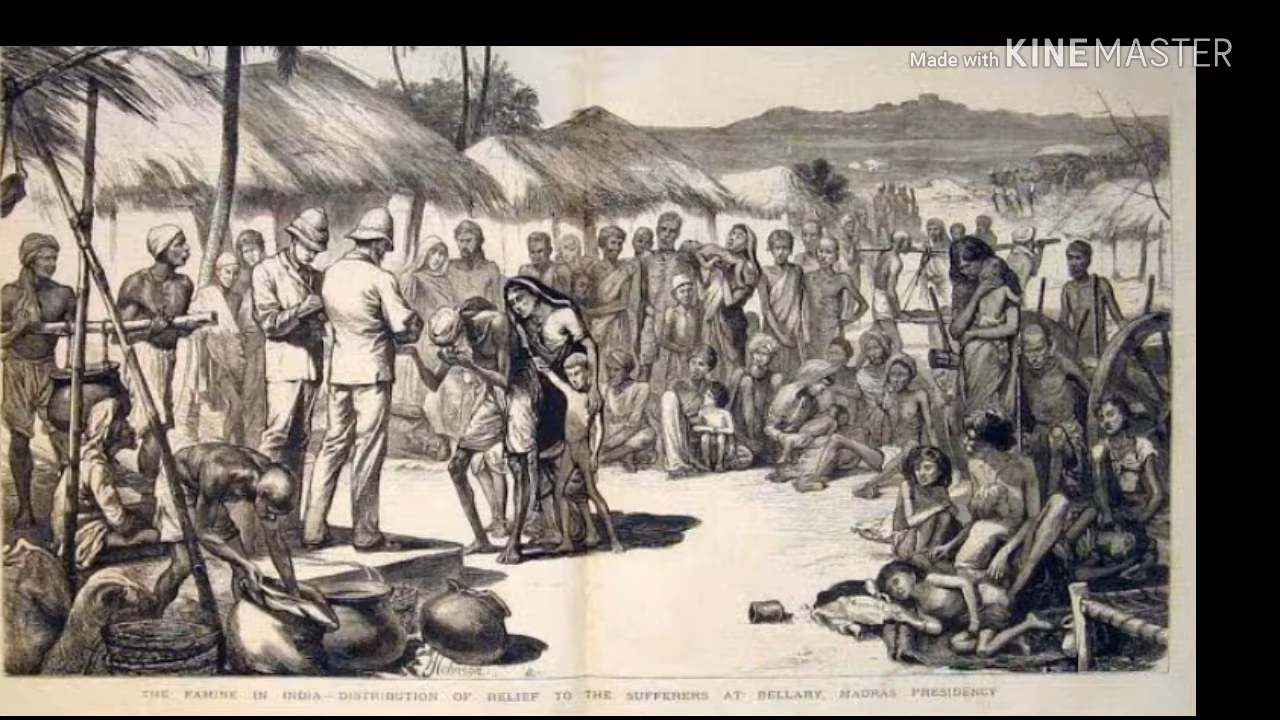 Made with KINEMASTER
THE FAMINE IN INDIA—DISTRIBUTION OF RELIEF TO THE SUFFERERS AT BELLARY, MADRAS PRESIDENCY